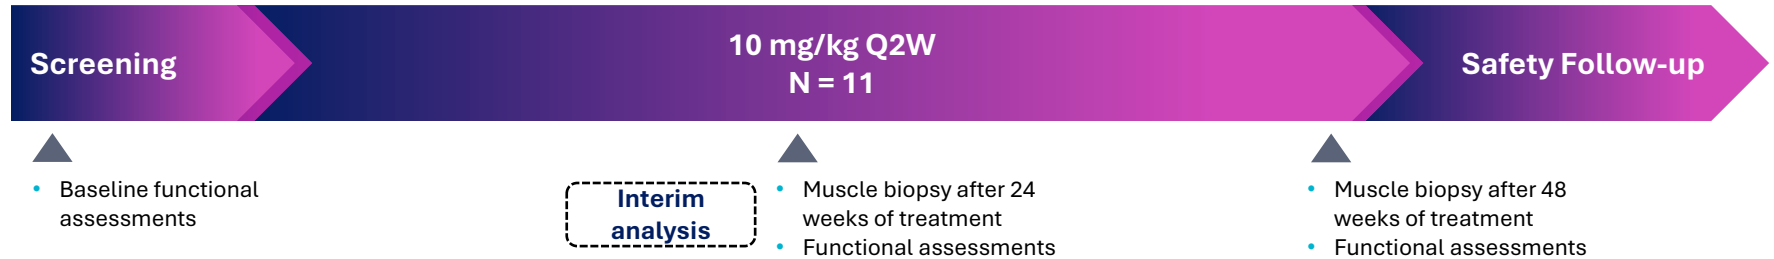 Screening
10 mg/kg Q2W
N = 11
Safety Follow-up
• Baseline functional
assessments
Interim
analysis
• Muscle biopsy after 24
weeks of treatment
• Functional assessments
• Muscle biopsy after 48
weeks of treatment
• Functional assessments